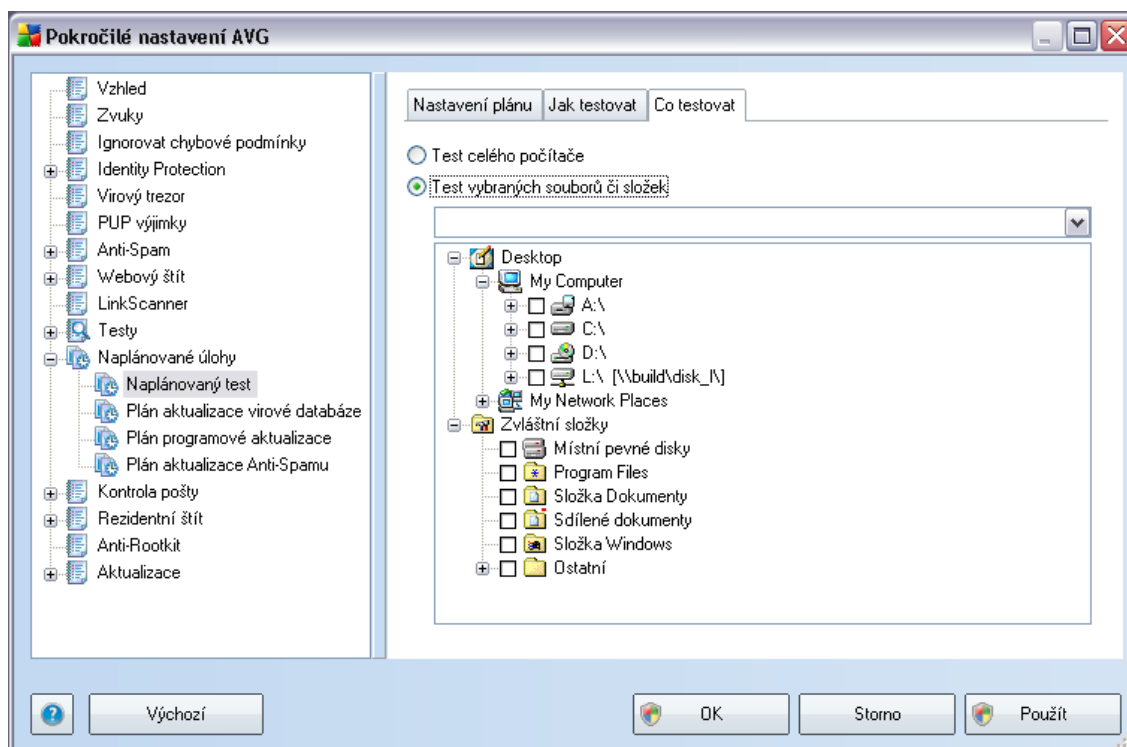 Pokročilé nastavení AVG
Vzhled
Zvuky
Ignorovat chybové podmínky
Identity Protection
Virový trezor
PUP výjimky
Anti-Spam
Webový štít
LinkScanner
Testy
Naplánované úlohy
Naplánovaný test
Plán aktualizace virové databáze
Plán programové aktualizace
Plán aktualizace Anti-Spamu
Kontrola pošty
Rezidentní štít
Anti-Rootkit
Aktualizace
Nastavení plánu Jak testovat Co testovat
Test celého počítače
Test vybraných souborů či složek
Desktop
My Computer
A:\
C:\
D:\
L:\ [\\build\disk_l\]
My Network Places
Zvláštní složky
Místní pevné disky
Program Files
Složka Dokumenty
Sdílené dokumenty
Složka Windows
Ostatní
? Výchozí OK Storno Použít